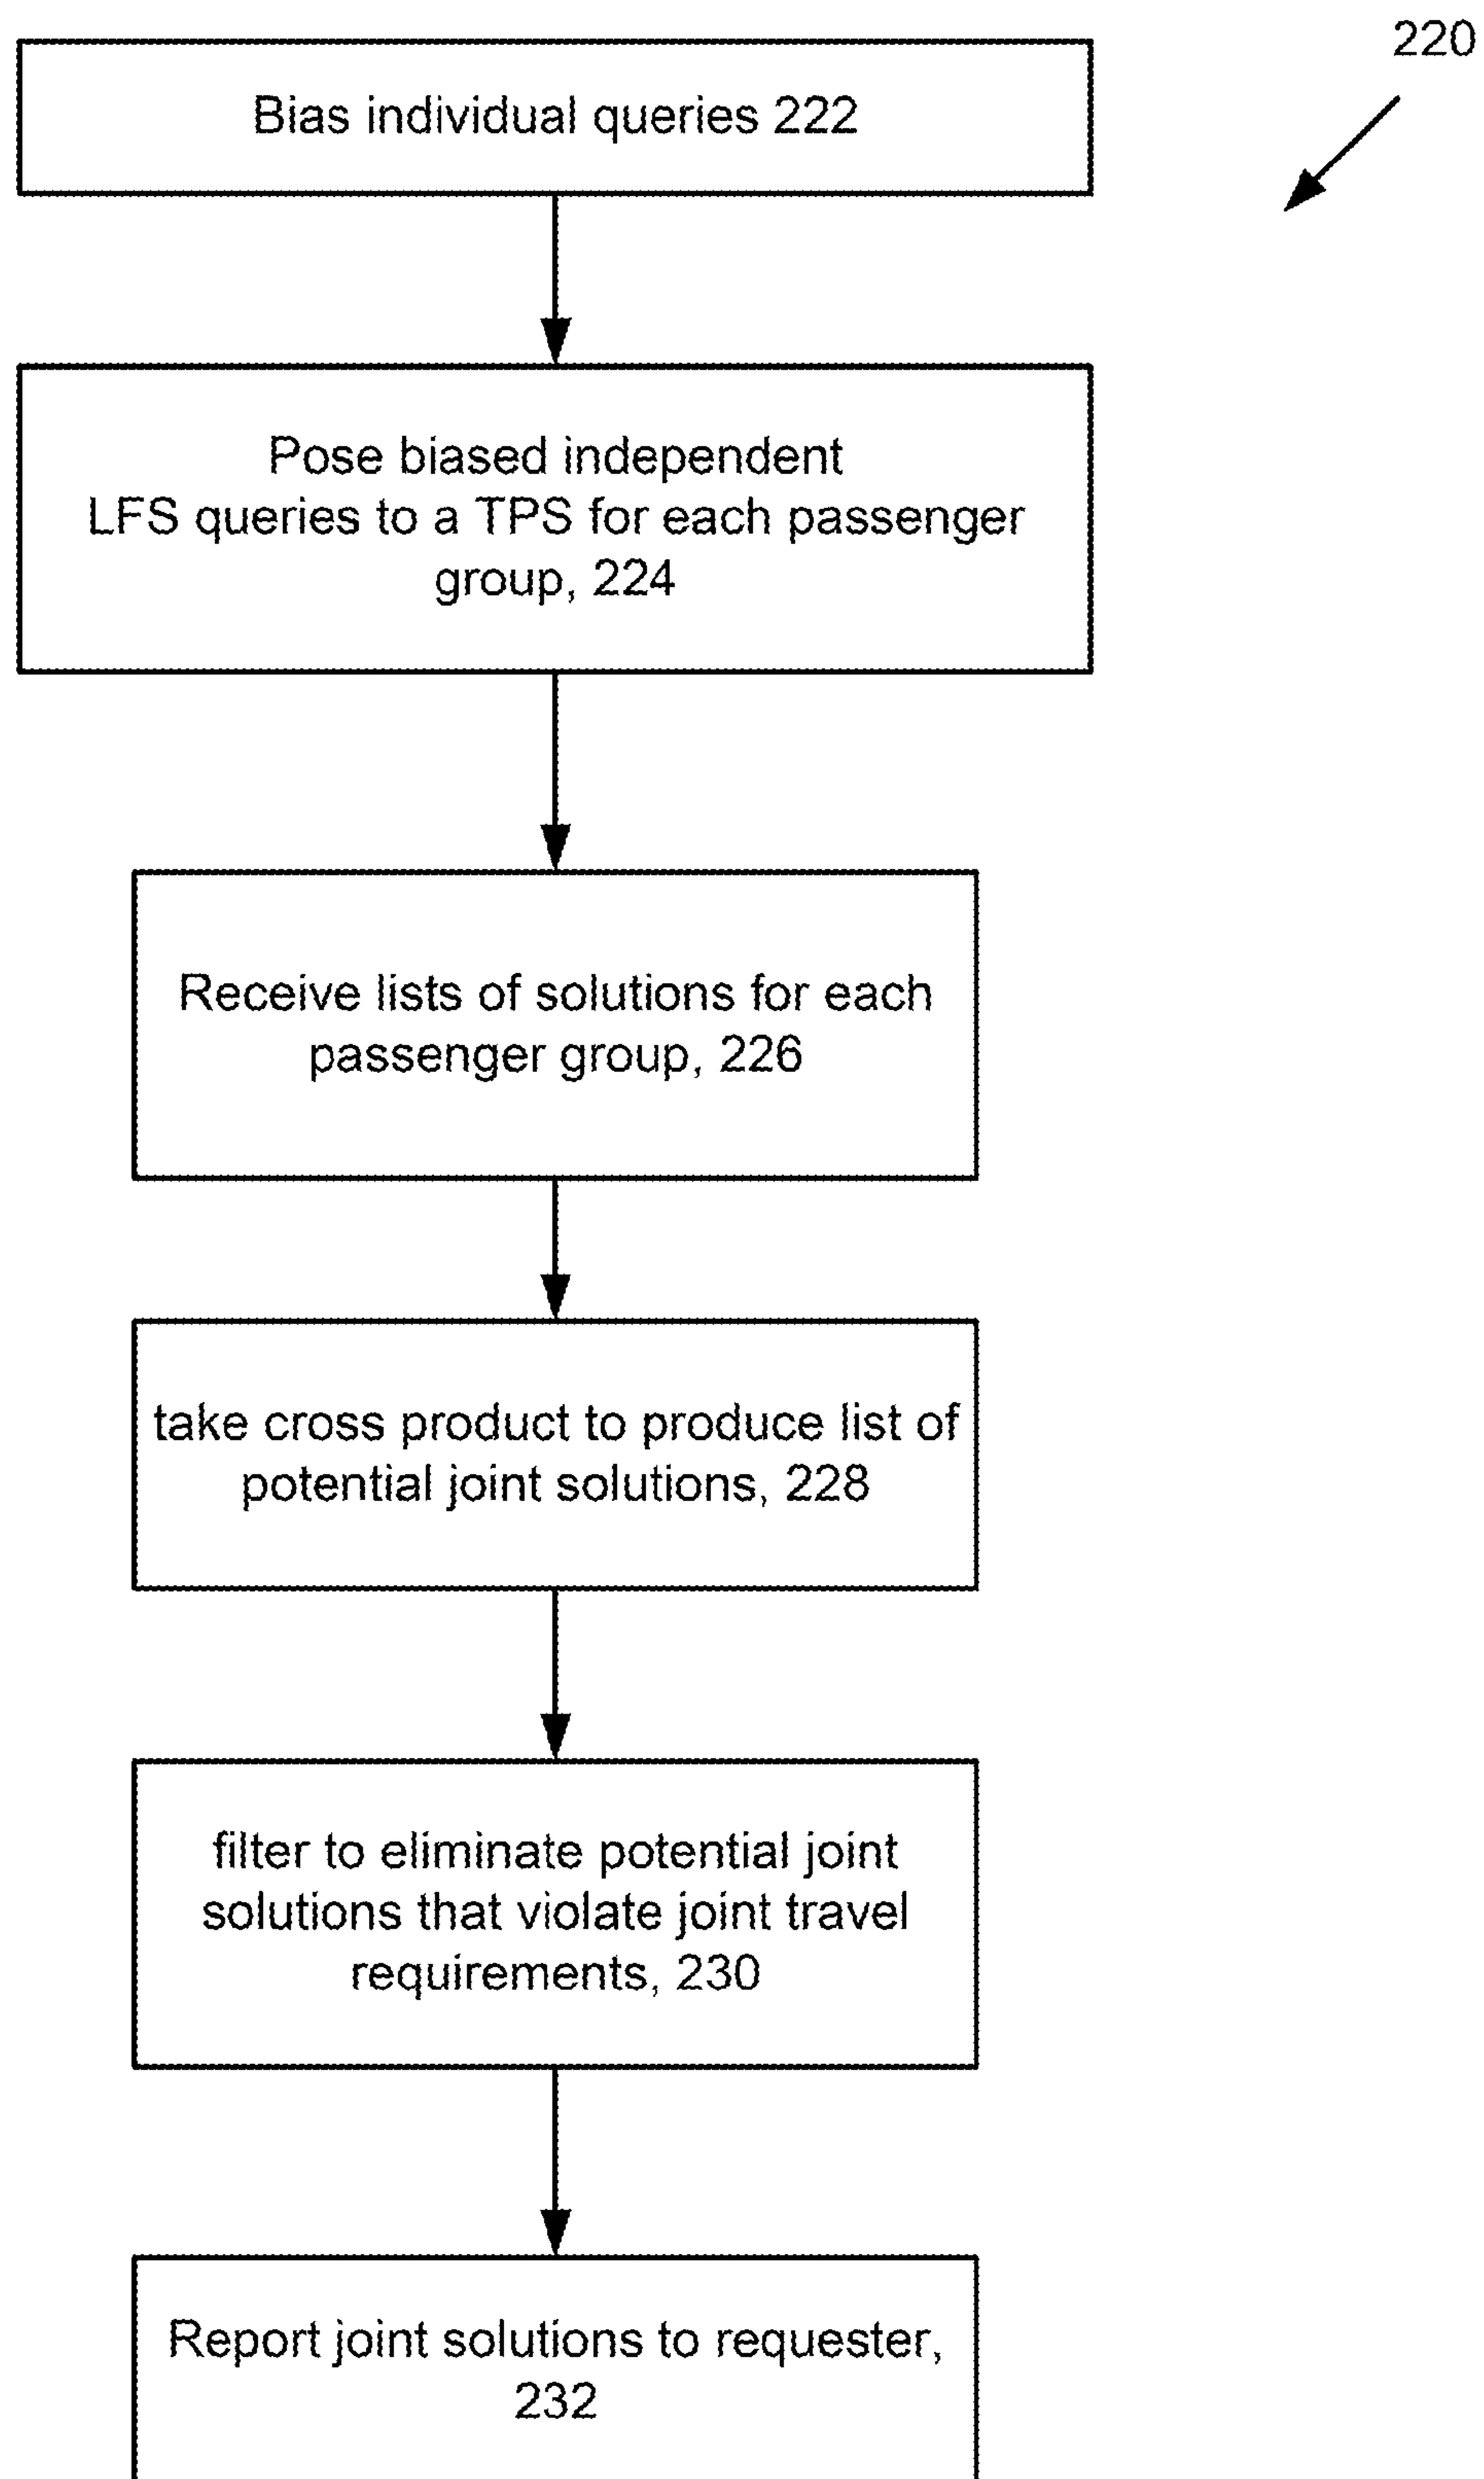 220
Bias individual queries 222
Pose biased independent
LFS queries to a TPS for each passenger
group, 224
Receive lists of solutions for each
passenger group, 226
take cross product to produce list of
potential joint solutions, 228
filter to eliminate potential joint
solutions that violate joint travel
requirements, 230
Report joint solutions to requester,
232